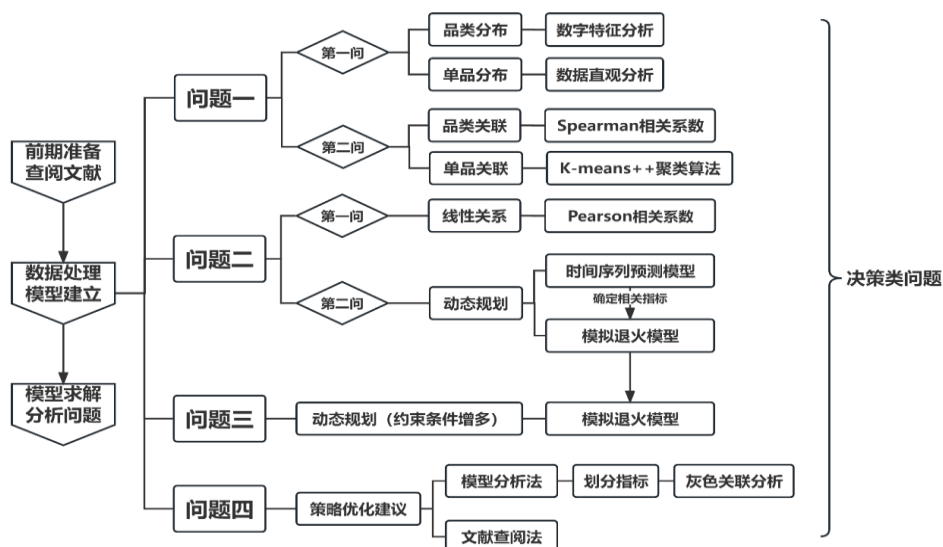 前期准备
查阅文献
数据处理
模型建立
模型求解
分析问题
问题一
第一问
品类分布
数字特征分析
单品分布
数据直观分析
第二问
品类关联
Spearman相关系数
单品关联
K-means++聚类算法
问题二
第一问
线性关系
Pearson相关系数
第二问
动态规划
时间序列预测模型
确定相关指标
模拟退火模型
问题三
动态规划（约束条件增多）
模拟退火模型
问题四
策略优化建议
模型分析法
划分指标
灰色关联分析
文献查阅法
决策类问题